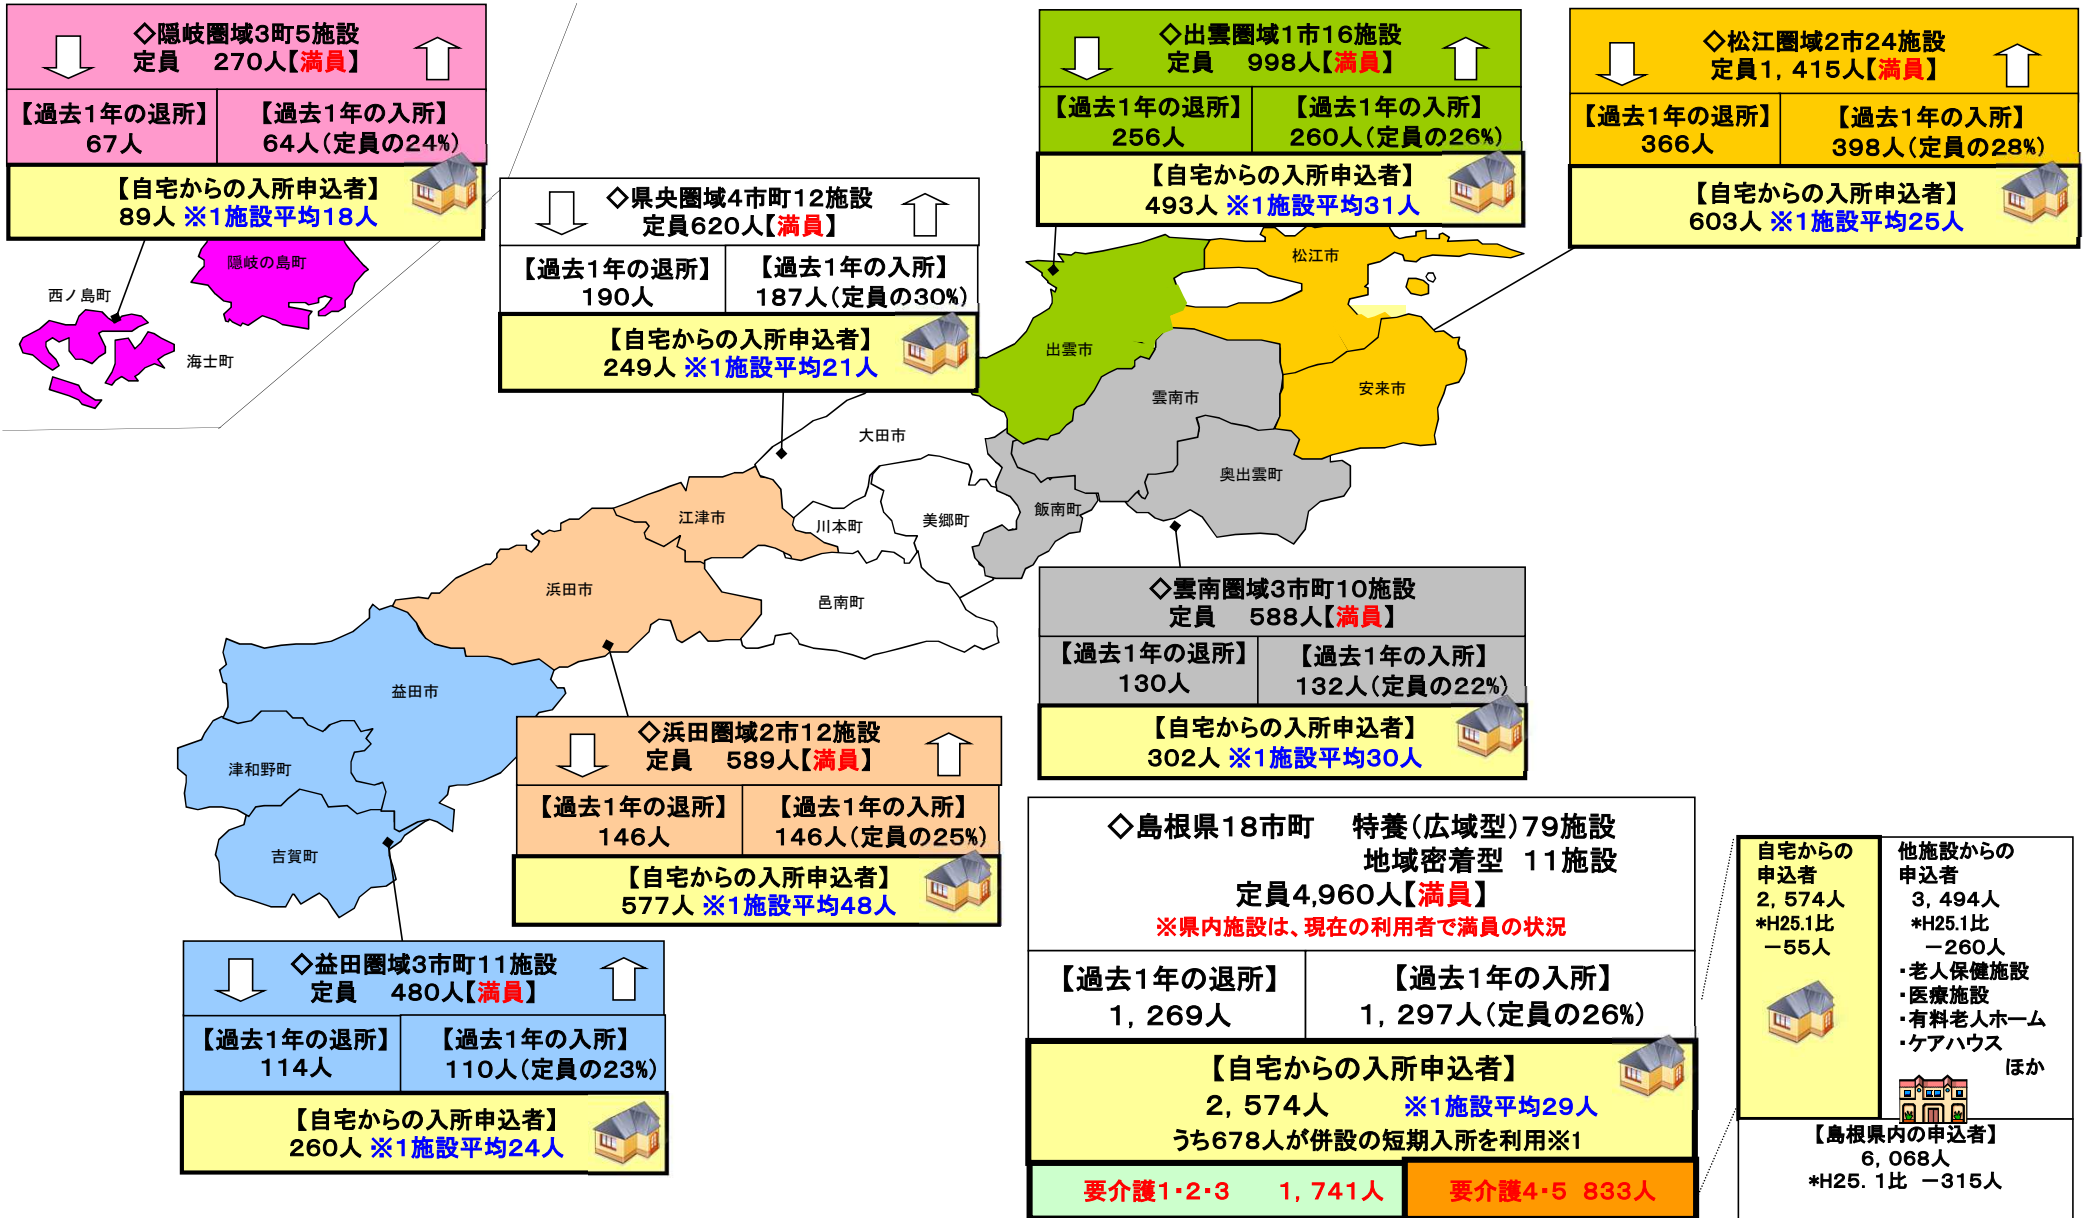 ◇隠岐圏域3町5施設
定員　270人【満員】
【過去1年の退所】
67人
【過去1年の入所】
64人(定員の24%)
【自宅からの入所申込者】
89人 ※1施設平均18人
◇県央圏域4市町12施設
定員620人【満員】
【過去1年の退所】
190人
【過去1年の入所】
187人(定員の30%)
【自宅からの入所申込者】
249人 ※1施設平均21人
◇出雲圏域1市16施設
定員　998人【満員】
【過去1年の退所】
256人
【過去1年の入所】
260人(定員の26%)
【自宅からの入所申込者】
493人 ※1施設平均31人
◇松江圏域2市24施設
定員1，415人【満員】
【過去1年の退所】
366人
【過去1年の入所】
398人(定員の28%)
【自宅からの入所申込者】
603人 ※1施設平均25人
隠岐の島町
西ノ島町
海士町
松江市
出雲市
安来市
雲南市
奥出雲町
飯南町
大田市
川本町
美郷町
邑南町
江津市
浜田市
益田市
津和野町
吉賀町
◇雲南圏域3市町10施設
定員　588人【満員】
【過去1年の退所】
130人
【過去1年の入所】
132人(定員の22%)
【自宅からの入所申込者】
302人 ※1施設平均30人
◇浜田圏域2市12施設
定員　589人【満員】
【過去1年の退所】
146人
【過去1年の入所】
146人(定員の25%)
【自宅からの入所申込者】
577人 ※1施設平均48人
◇益田圏域3市町11施設
定員　480人【満員】
【過去1年の退所】
114人
【過去1年の入所】
110人(定員の23%)
【自宅からの入所申込者】
260人 ※1施設平均24人
◇島根県18市町　特養(広域型)79施設
地域密着型　11施設
定員4,960人【満員】
※県内施設は、現在の利用者で満員の状況
【過去1年の退所】
1，269人
【過去1年の入所】
1，297人(定員の26%)
【自宅からの入所申込者】
2，574人　※1施設平均29人
うち678人が併設の短期入所を利用※1
要介護1・2・3　1，741人
要介護4・5　833人
自宅からの
申込者
2，574人
*H25.1比
－55人
他施設からの
申込者
3，494人
*H25.1比
－260人
・老人保健施設
・医療施設
・有料老人ホーム
・ケアハウス
ほか
【島根県内の申込者】
6，068人
*H25．1比　－315人